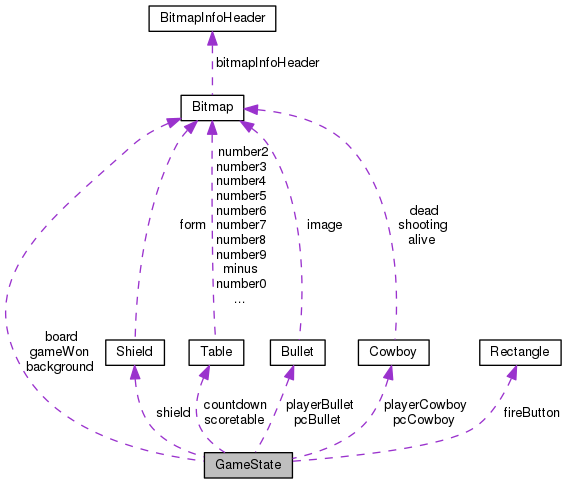 BitmapInfoHeader
bitmapInfoHeader
Bitmap
number2
number3
number4
number5
number6
number7
number8
number9
minus
number0
...
form
image
dead
shooting
alive
board
gameWon
background
Shield
Table
Bullet
Cowboy
Rectangle
shield
countdown
scoretable
playerBullet
pcBullet
playerCowboy
pcCowboy
fireButton
GameState